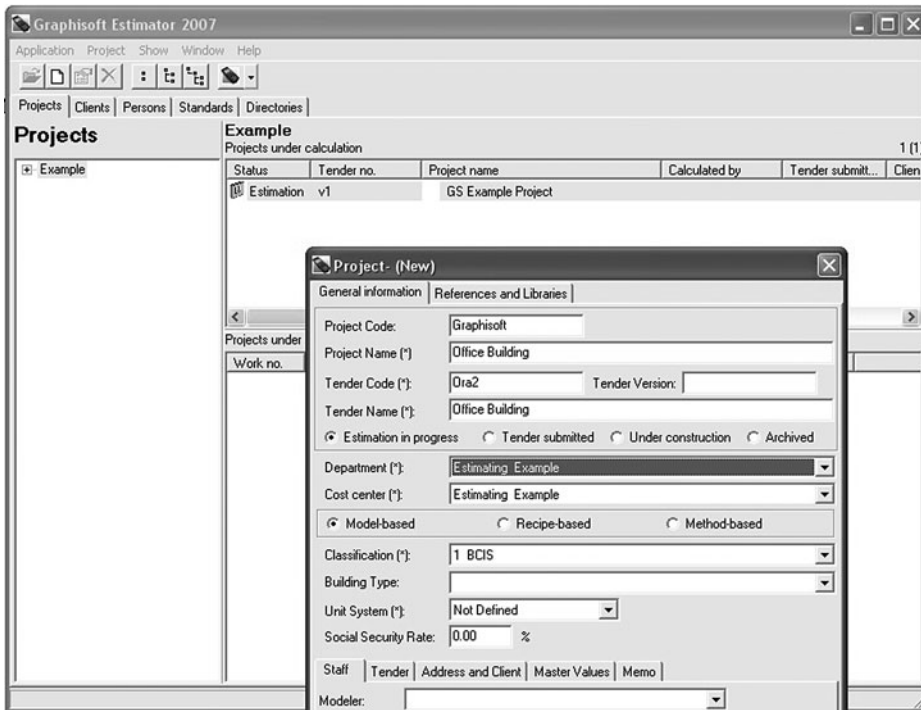 Graphisoft Estimator 2007
Application Project Show Window Help
Projects Clients Persons Standards Directories
Projects
Example
Example
Projects under calculation
1 (1)
Status Tender no. Project name Calculated by Tender submitt... Clien
Estimation v1 GS Example Project
Projects under
Work no.
Project- (New)
General information References and Libraries
Project Code: Graphisoft
Project Name (*) Office Building
Tender Code (*): Ora2 Tender Version:
Tender Name (*): Office Building
Estimation in progress Tender submitted Under construction Archived
Department (*): Estimating Example
Cost center (*): Estimating Example
Model-based Recipe-based Method-based
Classification (*): 1 BCIS
Building Type:
Unit System (*): Not Defined
Social Security Rate: 0.00 %
Staff Tender Address and Client Master Values Memo
Modeler: